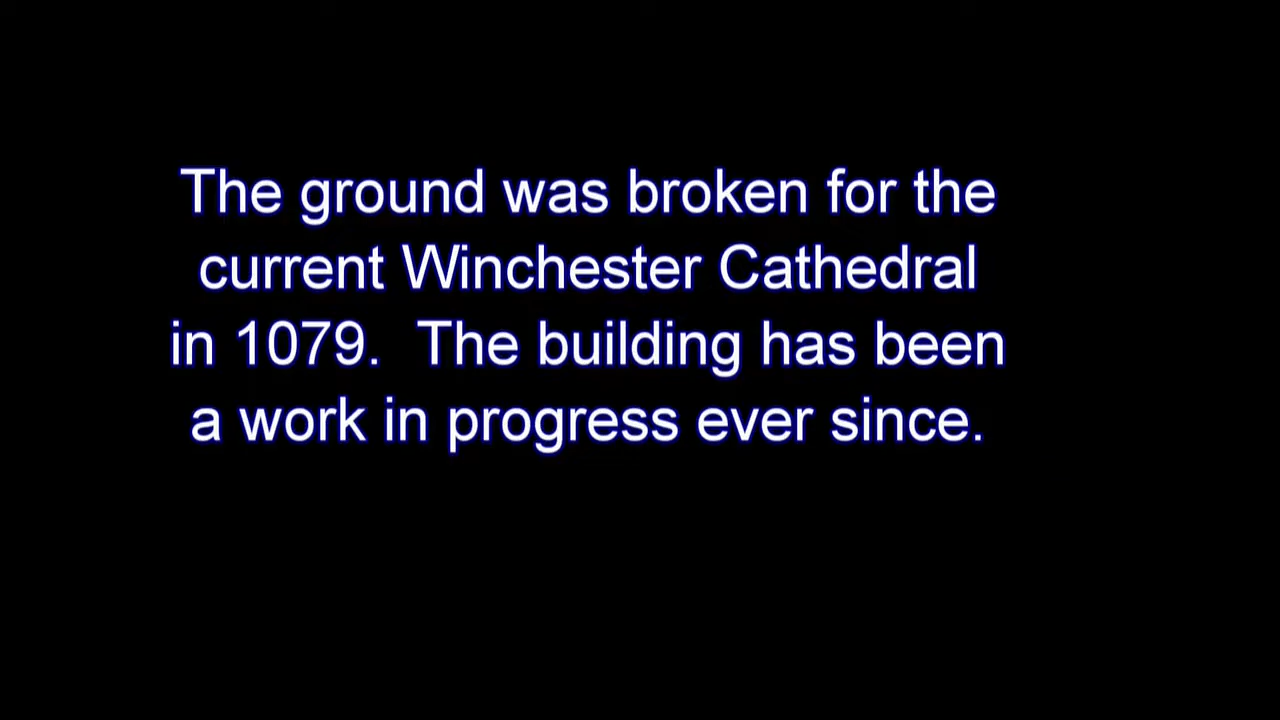 The ground was broken for the
current Winchester Cathedral
in 1079.  The building has been
a work in progress ever since.